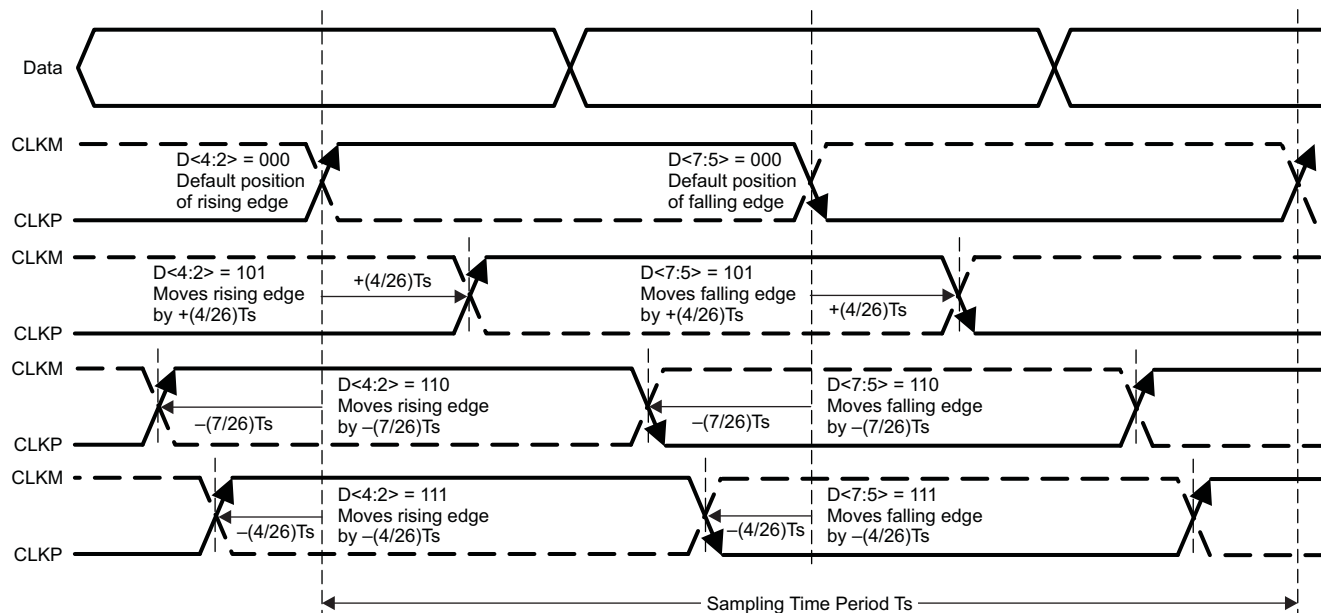 Data
CLKM
D<4:2> = 000
Default position
of rising edge
D<7:5> = 000
Default position
of falling edge
CLKP
CLKM
D<4:2> = 101
Moves rising edge
by +(4/26)Ts
+(4/26)Ts
D<7:5> = 101
Moves falling edge
by +(4/26)Ts
+(4/26)Ts
CLKP
CLKM
–(7/26)Ts
D<4:2> = 110
Moves rising edge
by –(7/26)Ts
–(7/26)Ts
D<7:5> = 110
Moves falling edge
by –(7/26)Ts
CLKP
CLKM
–(4/26)Ts
D<4:2> = 111
Moves rising edge
by –(4/26)Ts
–(4/26)Ts
D<7:5> = 111
Moves falling edge
by –(4/26)Ts
CLKP
Sampling Time Period Ts